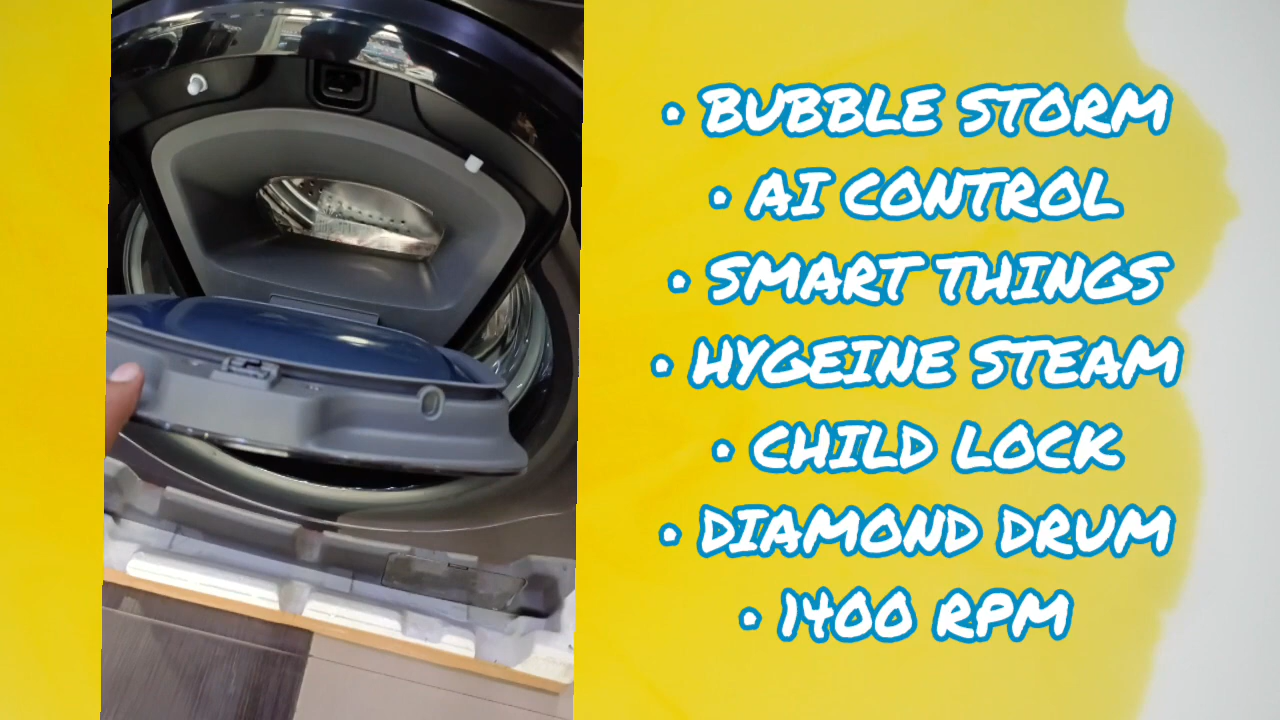 • BUBBLE STORM
• AI CONTROL
• SMART THINGS
• HYGEINE STEAM
• CHILD LOCK
• DIAMOND DRUM
• 1400 RPM